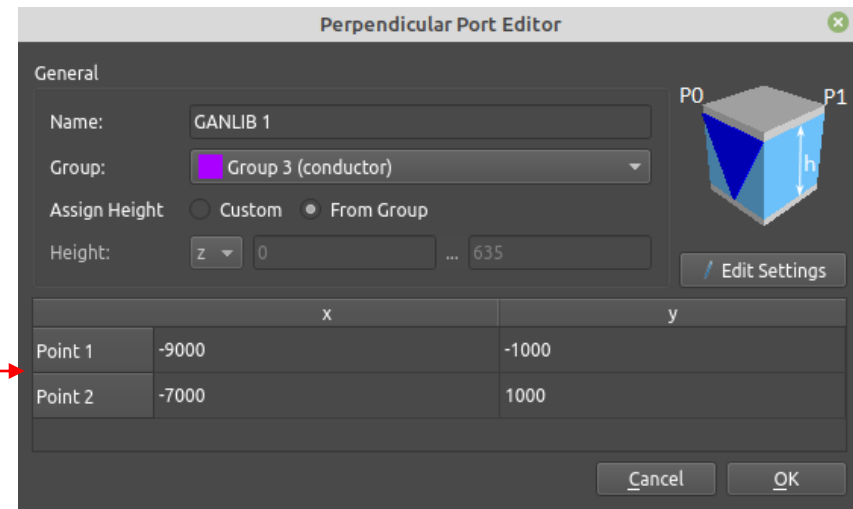 Perpendicular Port Editor
General
Name: GANLIB 1
Group: Group 3 (conductor)
Assign Height Custom From Group
Height: z 0 ... 635
P0 P1
h
Edit Settings
x y
Point 1 -9000 -1000
Point 2 -7000 1000
Cancel OK